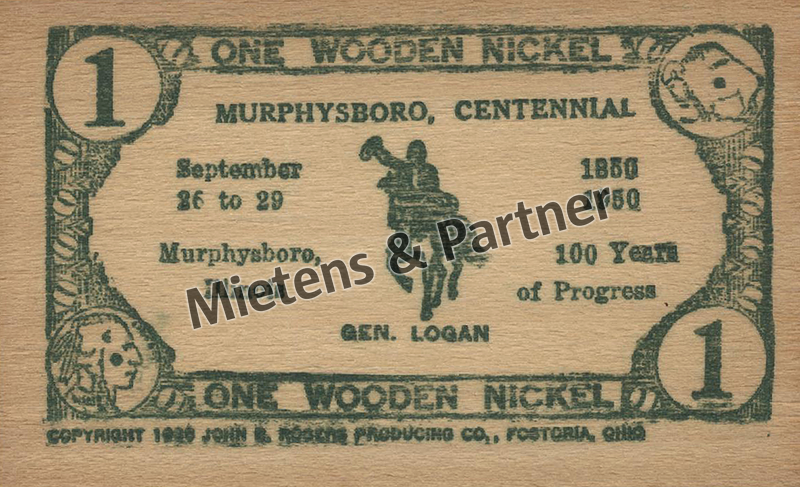 1 ONE WOODEN NICKEL
MURPHYSBORO, CENTENNIAL
September 1850
26 to 29 1950
Murphysboro, 100 Years
Illinois of Progress
Mietens & Partner
GEN. LOGAN
ONE WOODEN NICKEL 1
COPYRIGHT JOHN B. ROGERS PRODUCING CO., FOSTORIA, OHIO